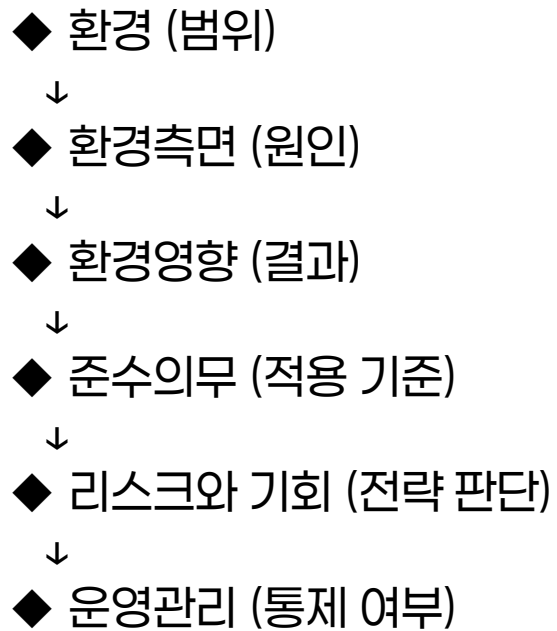 ◆ 환경 (범위)
↓
◆ 환경측면 (원인)
↓
◆ 환경영향 (결과)
↓
◆ 준수의무 (적용 기준)
↓
◆ 리스크와 기회 (전략 판단)
↓
◆ 운영관리 (통제 여부)